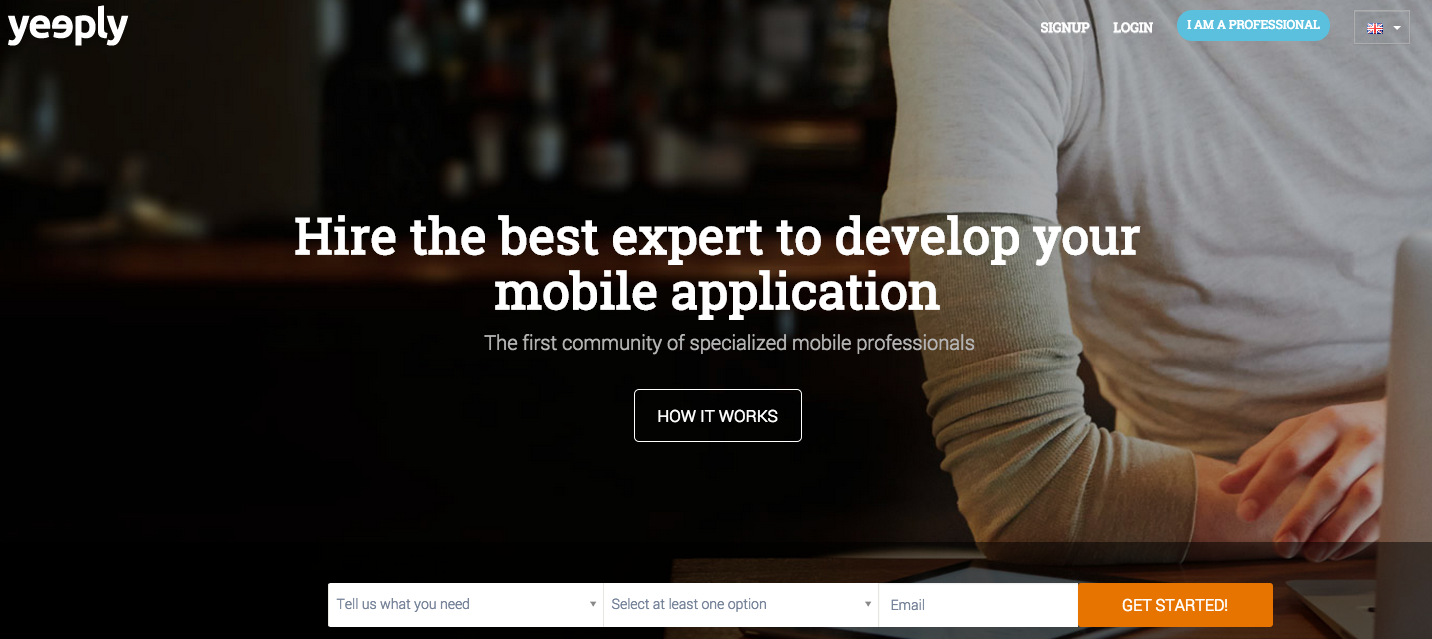 yeeply
SIGNUP
LOGIN
I AM A PROFESSIONAL
Hire the best expert to develop your
mobile application
The first community of specialized mobile professionals
HOW IT WORKS
Tell us what you need
Select at least one option
Email
GET STARTED!